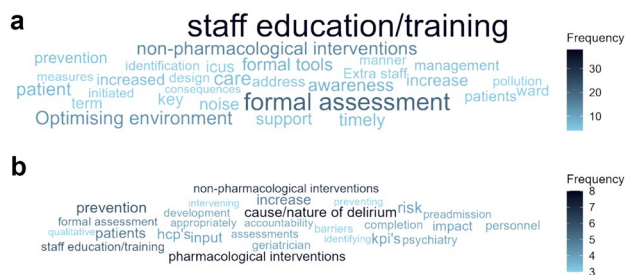 a
staff education/training
non-pharmacological interventions
prevention identification icus formal tools manner management
measures increased design care address Extra staff increase pollution
patient initiated consequences awareness patients ward
term key noise formal assessment
Optimising environment support timely
Frequency
30
20
10
b
non-pharmacological interventions
intervening increase preventing
prevention development cause/nature of delirium risk preadmission
formal assessment appropriately accountability completion impact personnel
qualitative patients hcp's input assessments barriers identifying kpi's psychiatry
staff education/training geriatrician
pharmacological interventions
Frequency
8
7
6
5
4
3